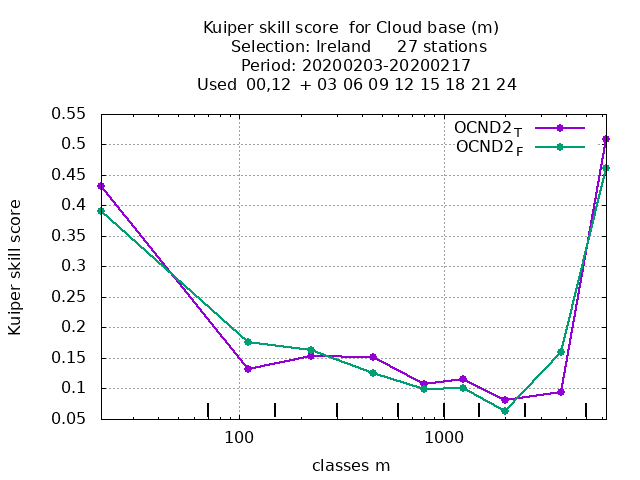 Kuiper skill score  for Cloud base (m)
Selection: Ireland     27 stations
Period: 20200203-20200217
Used  00,12  + 03 06 09 12 15 18 21 24
OCND2_T
OCND2_F
Kuiper skill score
0.55
0.5
0.45
0.4
0.35
0.3
0.25
0.2
0.15
0.1
0.05
100 1000
classes m